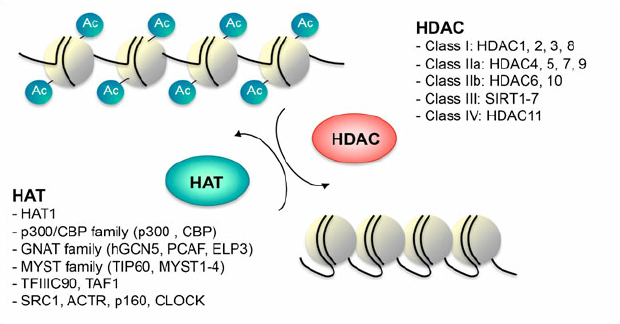 Ac Ac Ac Ac
Ac Ac Ac Ac
HDAC
- Class I: HDAC1, 2, 3, 8
- Class IIa: HDAC4, 5, 7, 9
- Class IIb: HDAC6, 10
- Class III: SIRT1-7
- Class IV: HDAC11
HDAC
HAT
HAT
- HAT1
- p300/CBP family (p300 , CBP)
- GNAT family (hGCN5, PCAF, ELP3)
- MYST family (TIP60, MYST1-4)
- TFIIIC90, TAF1
- SRC1, ACTR, p160, CLOCK